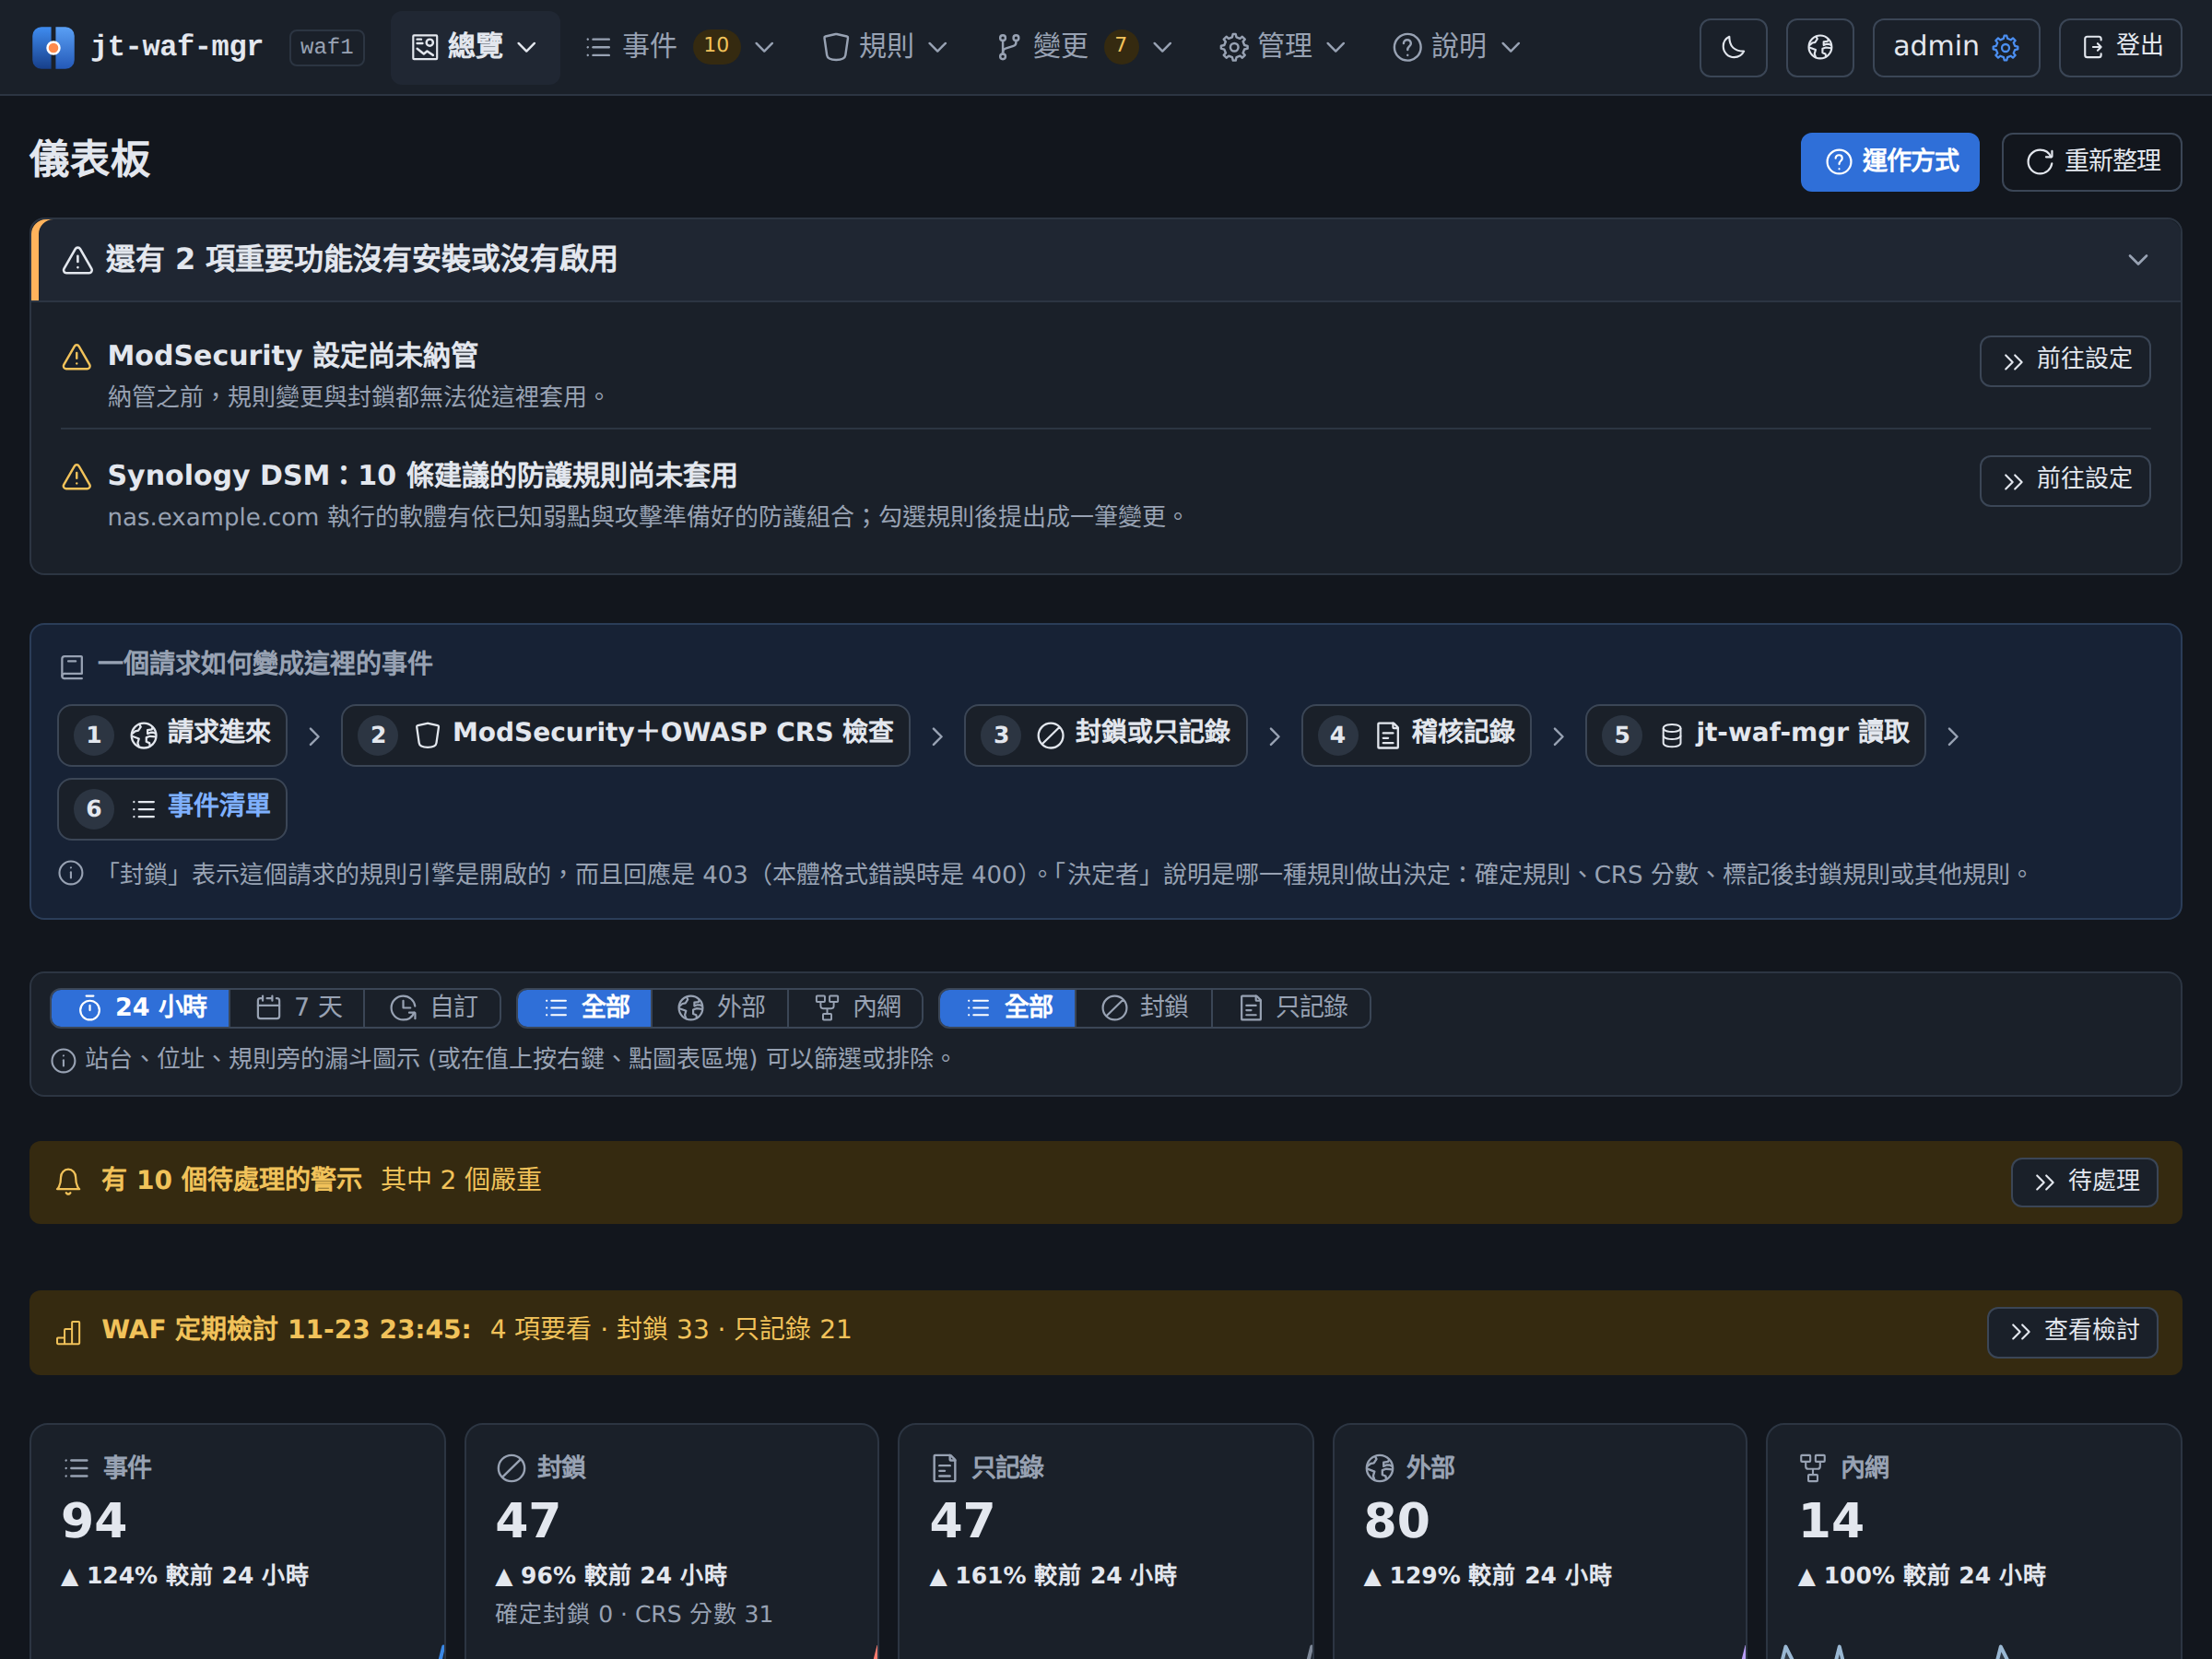 jt-waf-mgr waf1 總覽 事件 10 規則 變更 7 管理 說明 admin 登出
儀表板 運作方式 重新整理
還有 2 項重要功能沒有安裝或沒有啟用
ModSecurity 設定尚未納管 前往設定
納管之前，規則變更與封鎖都無法從這裡套用。
Synology DSM：10 條建議的防護規則尚未套用 前往設定
nas.example.com 執行的軟體有依已知弱點與攻擊準備好的防護組合；勾選規則後提出成一筆變更。
一個請求如何變成這裡的事件
1 請求進來 2 ModSecurity＋OWASP CRS 檢查 3 封鎖或只記錄 4 稽核記錄 5 jt-waf-mgr 讀取
6 事件清單
「封鎖」表示這個請求的規則引擎是開啟的，而且回應是 403（本體格式錯誤時是 400）。「決定者」說明是哪一種規則做出決定：確定規則、CRS 分數、標記後封鎖規則或其他規則。
24 小時 7 天 自訂 全部 外部 內網 全部 封鎖 只記錄
站台、位址、規則旁的漏斗圖示 (或在值上按右鍵、點圖表區塊) 可以篩選或排除。
有 10 個待處理的警示 其中 2 個嚴重 待處理
WAF 定期檢討 11-23 23:45: 4 項要看 · 封鎖 33 · 只記錄 21 查看檢討
事件 封鎖 只記錄 外部 內網
94 47 47 80 14
▲ 124% 較前 24 小時 ▲ 96% 較前 24 小時 ▲ 161% 較前 24 小時 ▲ 129% 較前 24 小時 ▲ 100% 較前 24 小時
確定封鎖 0 · CRS 分數 31